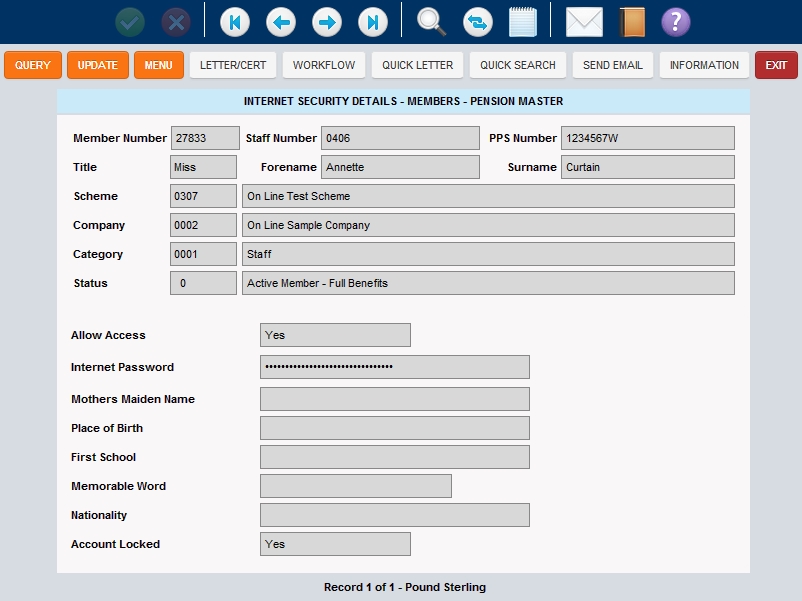 ?
QUERY UPDATE MENU LETTER/CERT WORKFLOW QUICK LETTER QUICK SEARCH SEND EMAIL INFORMATION EXIT
INTERNET SECURITY DETAILS - MEMBERS - PENSION MASTER
Member Number 27833 Staff Number 0406 PPS Number 1234567W
Title Miss Forename Annette Surname Curtain
Scheme 0307 On Line Test Scheme
Company 0002 On Line Sample Company
Category 0001 Staff
Status 0 Active Member - Full Benefits
Allow Access Yes
Internet Password ••••••••••••••••••••••••••••••••
Mothers Maiden Name
Place of Birth
First School
Memorable Word
Nationality
Account Locked Yes
Record 1 of 1 - Pound Sterling